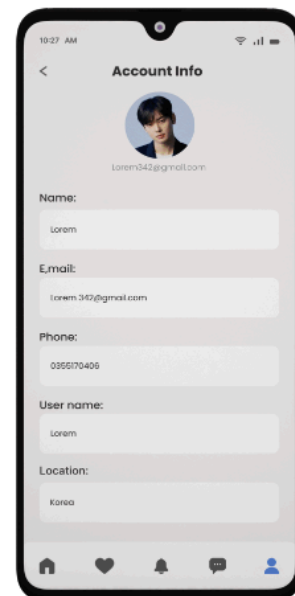 10:27 AM
Account Info
Lorem342@gmail.com
Name:
Lorem
E,mail:
Lorem 342@gmail.com
Phone:
0355170406
User name:
Lorem
Location:
Korea